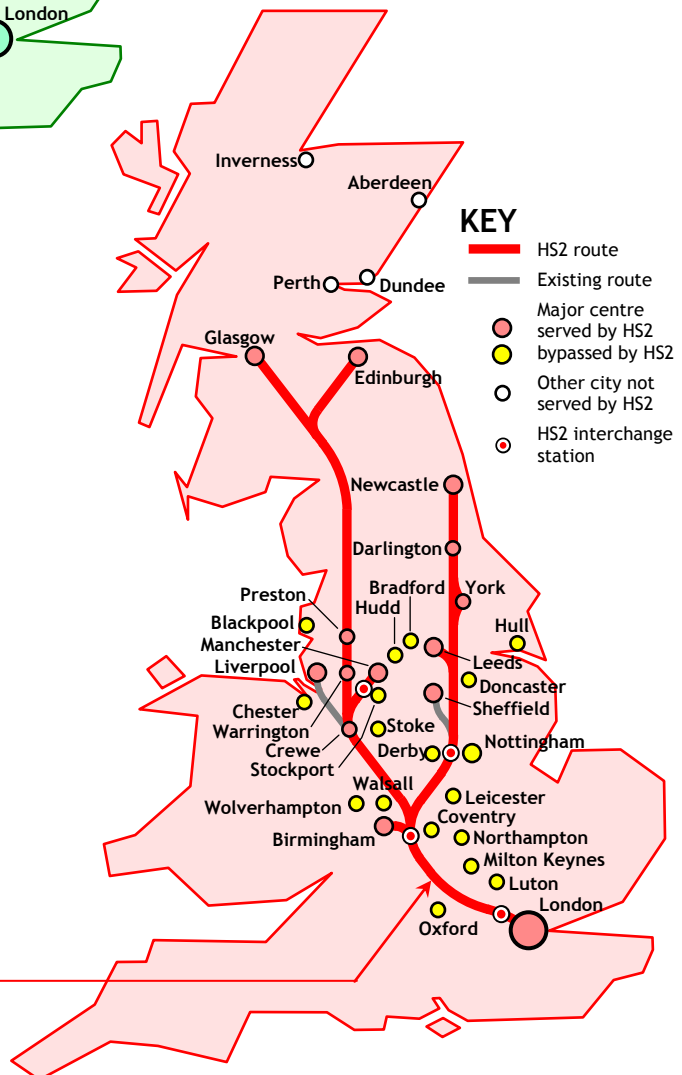 London
Inverness
Aberdeen
KEY
HS2 route
Existing route
Perth
Dundee
Major centre
served by HS2
bypassed by HS2
Glasgow
Edinburgh
Other city not
served by HS2
HS2 interchange
station
Newcastle
Darlington
Preston
Bradford
York
Hudd
Blackpool
Hull
Manchester
Liverpool
Leeds
Doncaster
Sheffield
Chester
Warrington
Stoke
Crewe
Derby
Nottingham
Stockport
Walsall
Leicester
Wolverhampton
Coventry
Birmingham
Northampton
Milton Keynes
Luton
London
Oxford